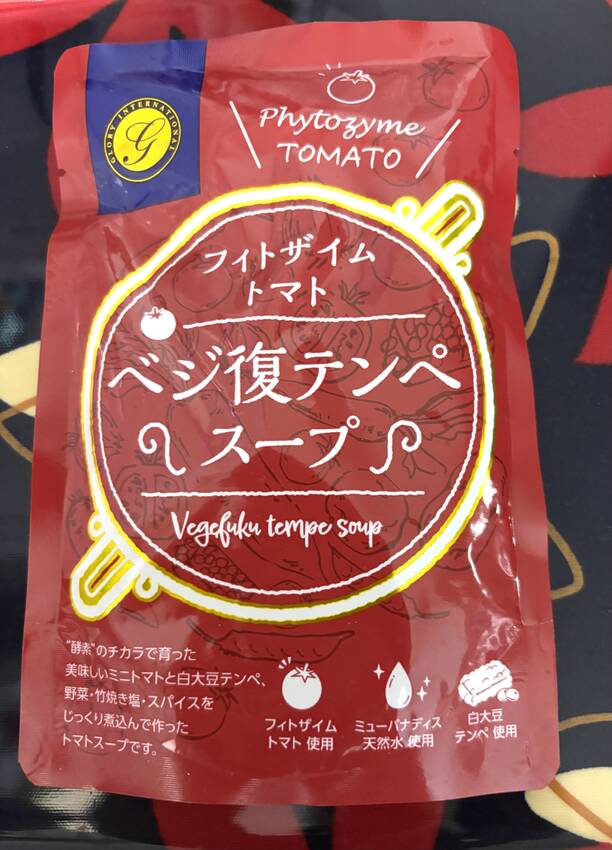 GLORY INTERNATIONAL
G
Phytozyme
TOMATO
フィトザイム
トマト
ベジ復テンペ
スープ
Vegefuku tempe soup
"酵素"のチカラで育った
美味しいミニトマトと白大豆テンペ、
野菜・竹焼き塩・スパイスを
じっくり煮込んで作った
トマトスープです。
フィトザイム
トマト 使用
ミューバナディス
天然水 使用
白大豆
テンペ 使用